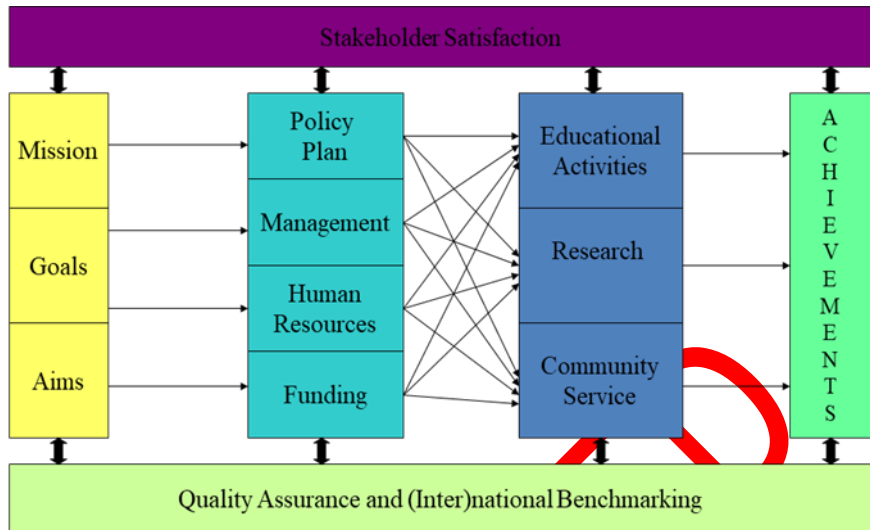 Stakeholder Satisfaction
Mission
Goals
Aims
Policy
Plan
Management
Human
Resources
Funding
Educational
Activities
Research
Community
Service
A
C
H
I
E
V
E
M
E
N
T
S
Quality Assurance and (Inter)national Benchmarking